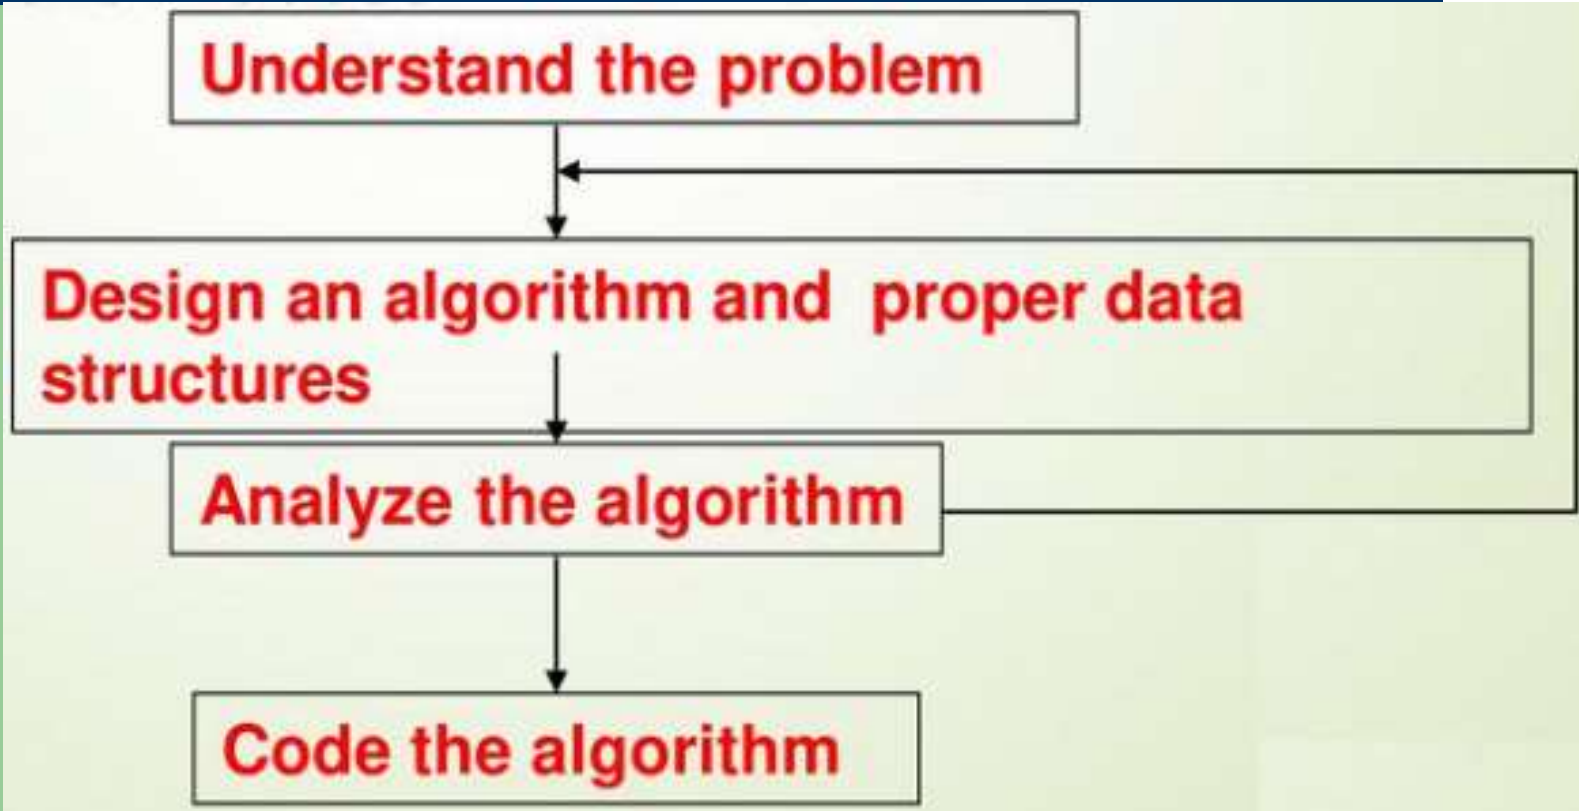 Understand the problem
Design an algorithm and proper data
structures
Analyze the algorithm
Code the algorithm